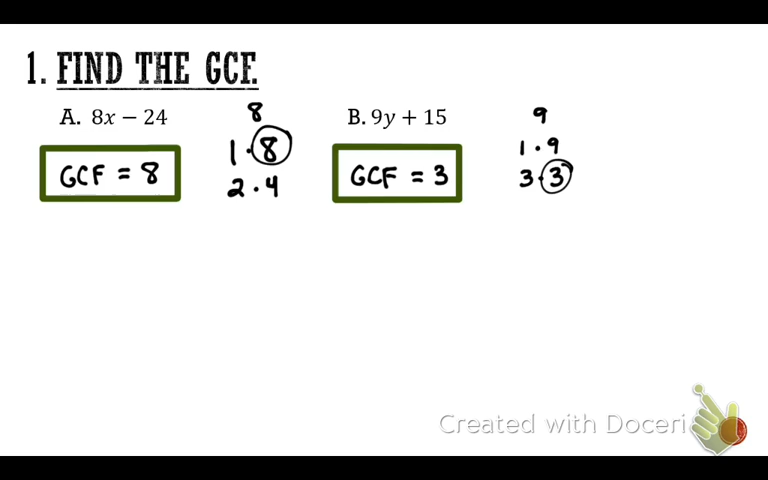 1. FIND THE GCF.
A. 8x − 24
8
1 · 8
2 · 4
GCF = 8
B. 9y + 15
9
1 · 9
3 · 3
GCF = 3
Created with Doceri